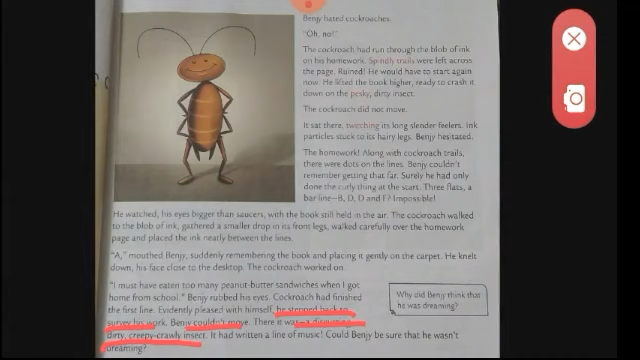 Benjy hated cockroaches.
"Oh, no!"
The cockroach had run through the blob of ink
on his homework. Spindly trails were left across
the page. Ruined! He would have to start again
now. He lifted the book higher, ready to crash it
down on the pesky, dirty insect.
The cockroach did not move.
It sat there, twitching its long slender feelers. Ink
particles stuck to its hairy legs. Benjy hesitated.
The homework! Along with cockroach trails,
there were dots on the lines. Benjy couldn't
remember getting that far. Surely he had only
done the curly thing at the start. Three flats, a
bar line—B, D, D and F? Impossible!
He watched, his eyes bigger than saucers, with the book still held in the air. The cockroach walked
to the blob of ink, gathered a smaller drop in its front legs, walked carefully over the homework
page and placed the ink neatly between the lines.
"A," mouthed Benjy, suddenly remembering the book and placing it gently on the carpet. He knelt
down, his face close to the desktop. The cockroach worked on
"I must have eaten too many peanut-butter sandwiches when I got
home from school." Benjy rubbed his eyes. Cockroach had finished
the first line. Evidently pleased with himself, he stepped back to
survey his work. Benjy couldn't move. There it was—a disgusting,
dirty, creepy-crawly insect. It had written a line of music! Could Benjy be sure that he wasn't
dreaming?
Why did Benjy think that
he was dreaming?